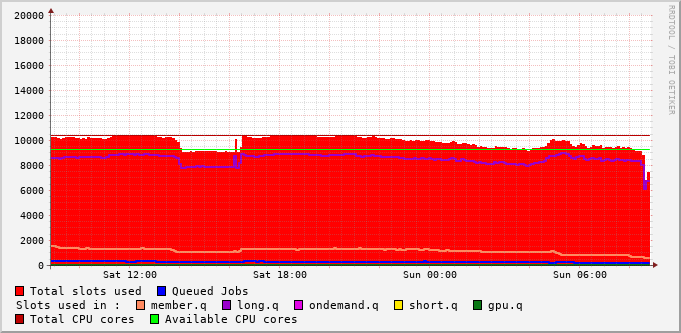 RRDTOOL / TOBI OETIKER
20000
18000
16000
14000
12000
10000
8000
6000
4000
2000
0
Sat 12:00 Sat 18:00 Sun 00:00 Sun 06:00
Total slots used Queued Jobs
Slots used in : member.q long.q ondemand.q short.q gpu.q
Total CPU cores Available CPU cores